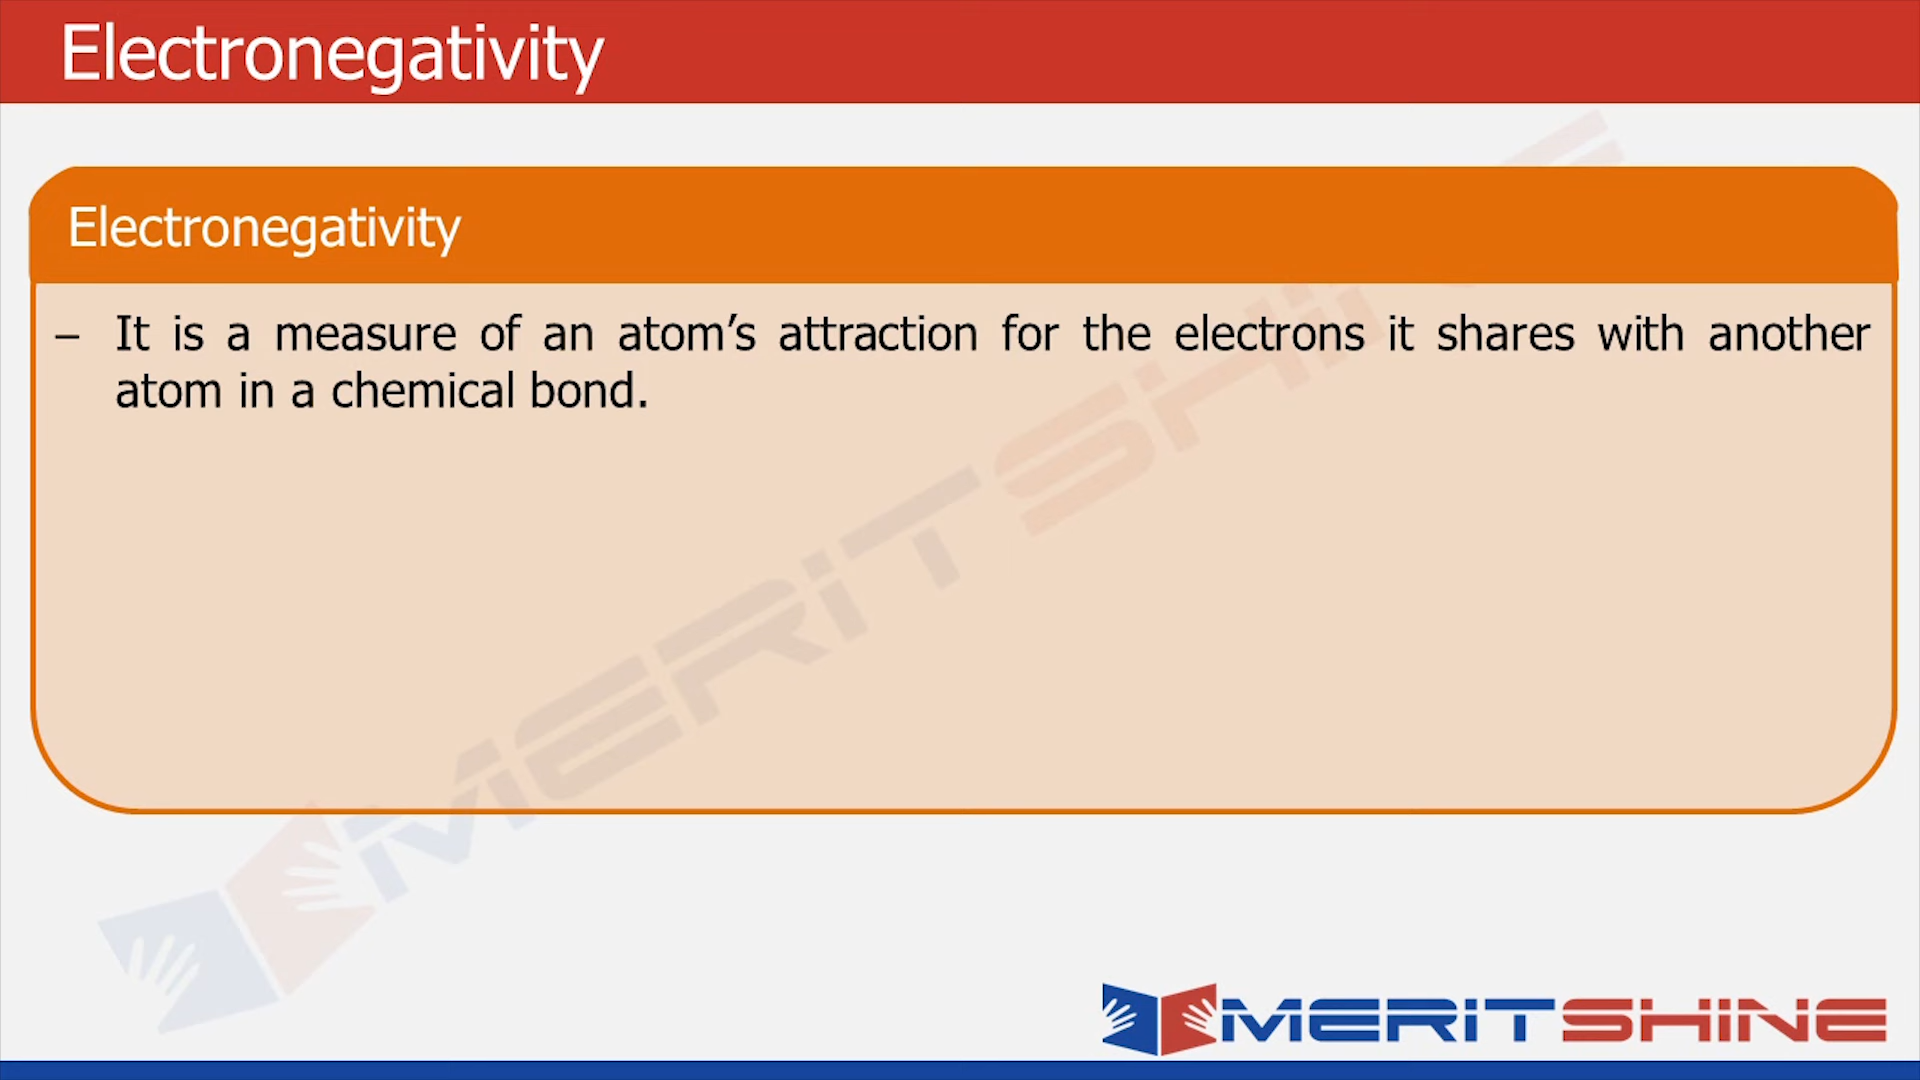 Electronegativity
Electronegativity
– It is a measure of an atom’s attraction for the electrons it shares with another
atom in a chemical bond.
MERITSHINE
MERITSHINE